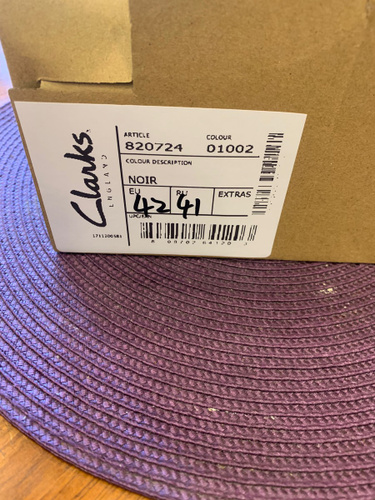 Clarks.
ENGLAND
ARTICLE COLOUR
820724 01002
COLOUR DESCRIPTION
NOIR
EU RU EXTRAS
42 41